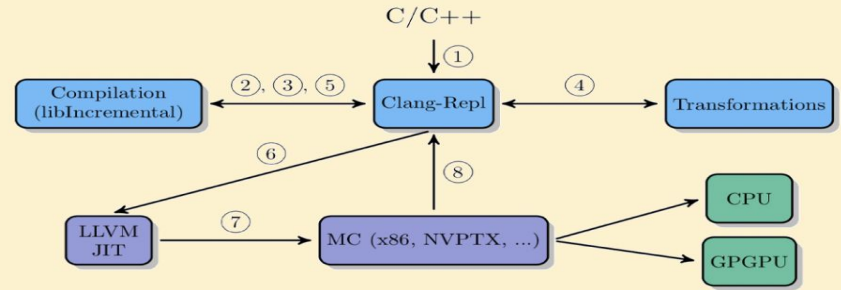 C/C++
①
Compilation
(libIncremental)
②, ③, ⑤
Clang-Repl
④
Transformations
⑥
⑧
LLVM
JIT
⑦
MC (x86, NVPTX, ...)
CPU
GPGPU